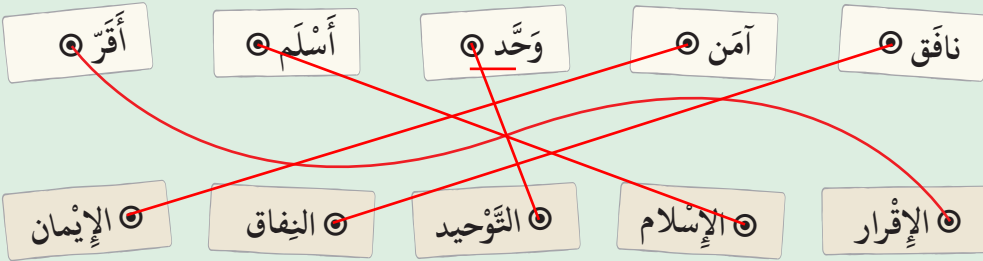 نافَق آمَن وَحَّد أَسْلَم أَقَرّ
الإِقْرار الإِسْلام التَّوْحيد النِفاق الإِيْمان